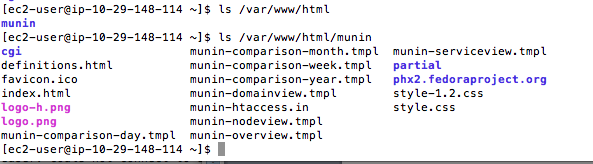 [ec2-user@ip-10-29-148-114 ~]$ ls /var/www/html
munin
[ec2-user@ip-10-29-148-114 ~]$ ls /var/www/html/munin
cgi munin-comparison-month.tmpl munin-serviceview.tmpl
definitions.html munin-comparison-week.tmpl partial
favicon.ico munin-comparison-year.tmpl phx2.fedoraproject.org
index.html munin-domainview.tmpl style-1.2.css
logo-h.png munin-htaccess.in style.css
logo.png munin-nodeview.tmpl
munin-comparison-day.tmpl munin-overview.tmpl
[ec2-user@ip-10-29-148-114 ~]$